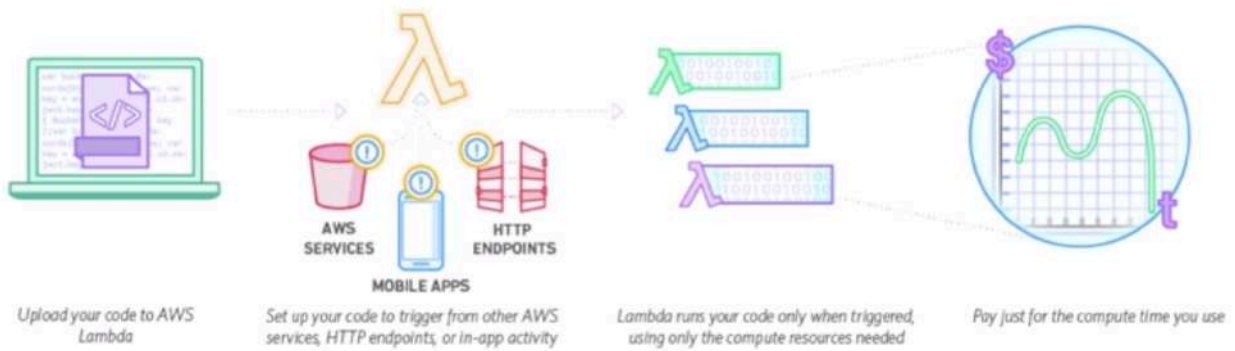 AWS
SERVICES
MOBILE APPS
HTTP
ENDPOINTS
$
t
Upload your code to AWS
Lambda
Set up your code to trigger from other AWS
services, HTTP endpoints, or in-app activity
Lambda runs your code only when triggered,
using only the compute resources needed
Pay just for the compute time you use